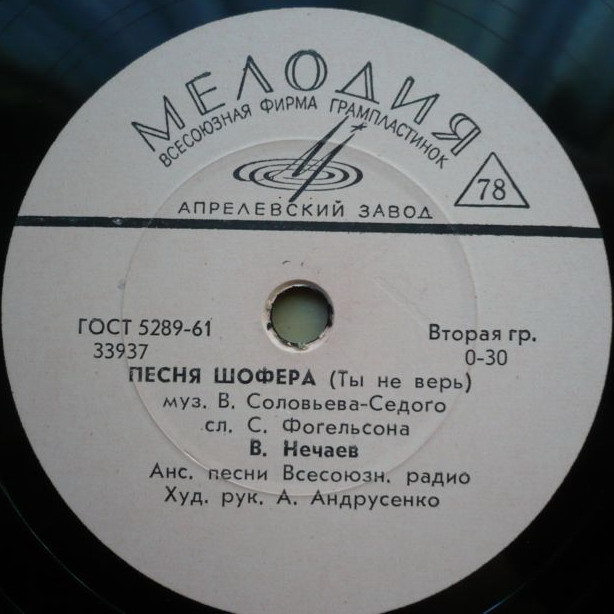 МЕЛОДИЯ
ВСЕСОЮЗНАЯ ФИРМА ГРАМПЛАСТИНОК
78
АПРЕЛЕВСКИЙ ЗАВОД
ГОСТ 5289-61 Вторая гр.
33937 0-30
ПЕСНЯ ШОФЕРА (Ты не верь)
муз. В. Соловьева-Седого
сл. С. Фогельсона
В. Нечаев
Анс. песни Всесоюзн. радио
Худ. рук. А. Андрусенко